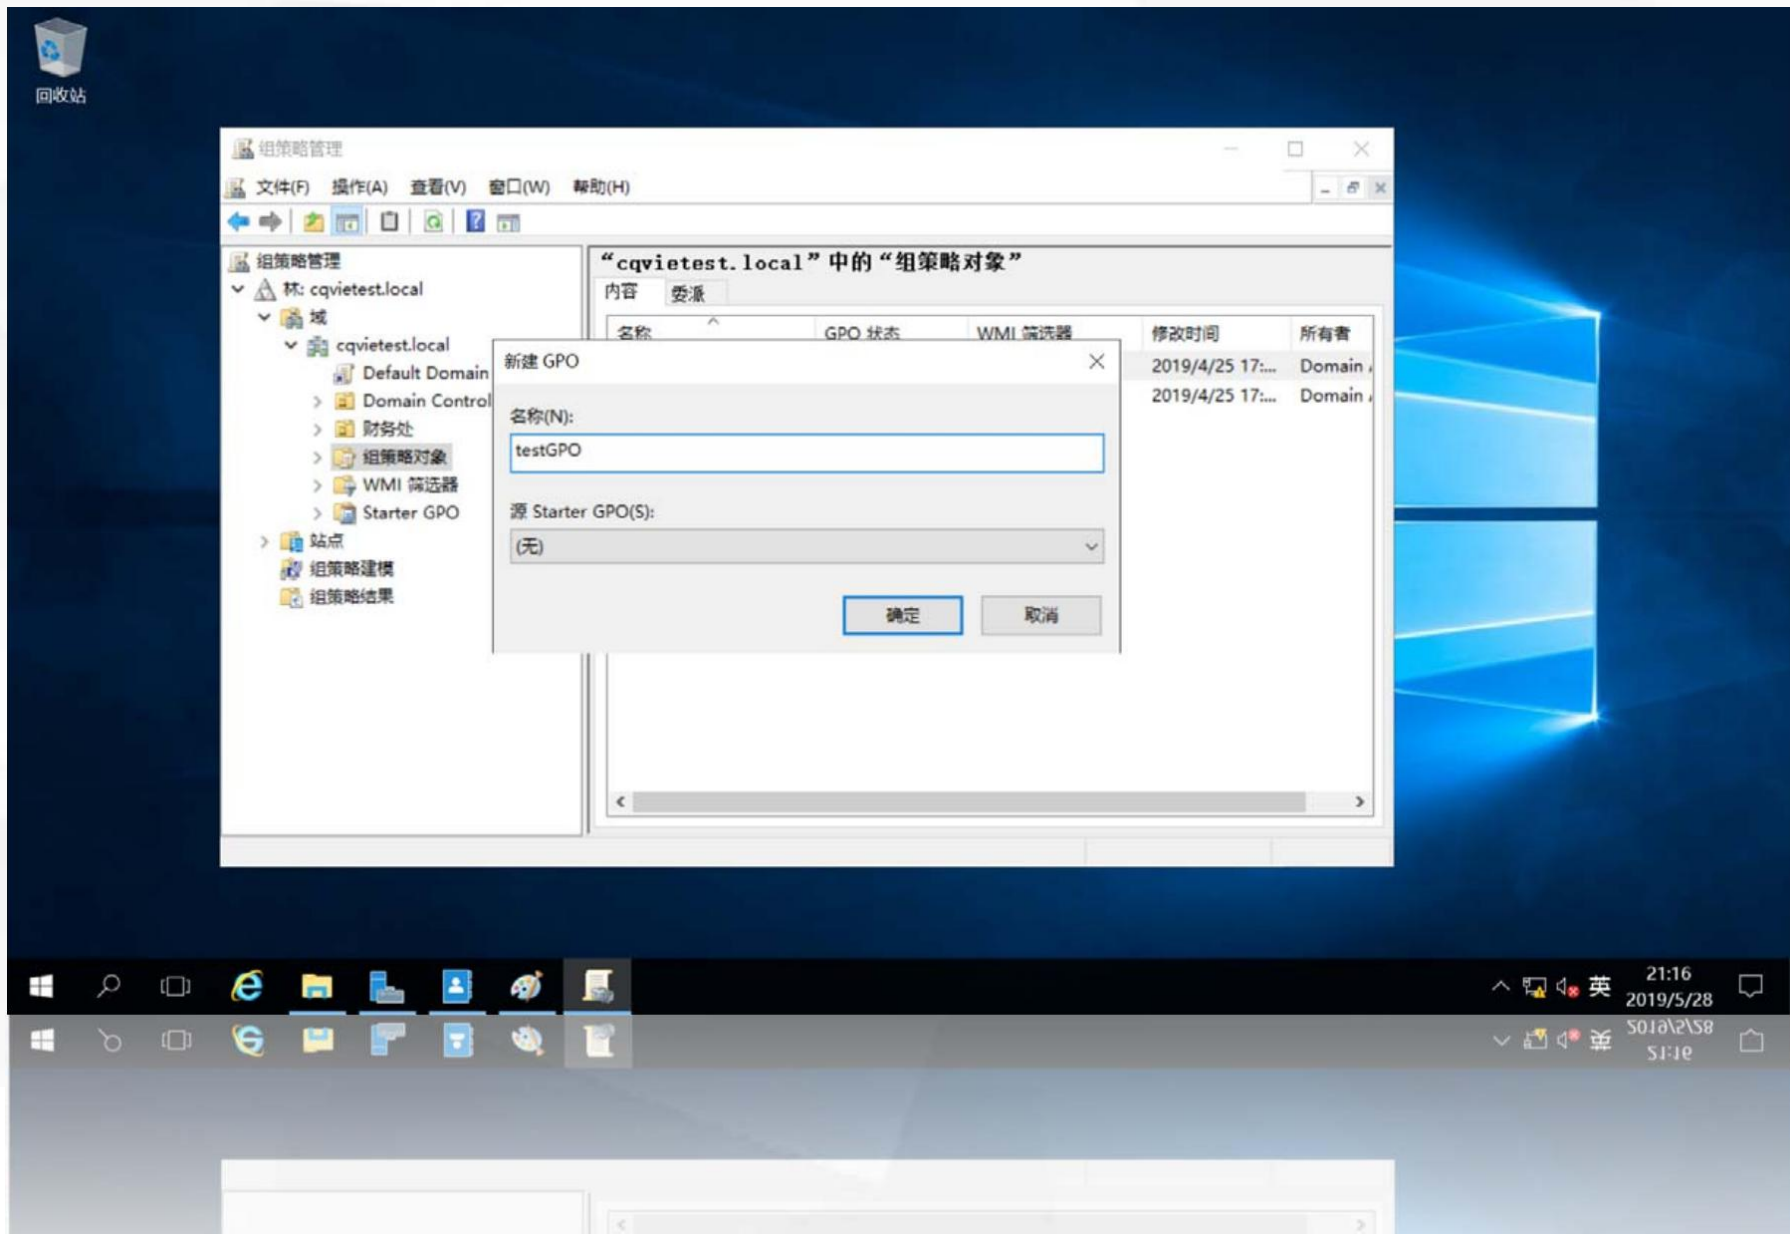 回收站
组策略管理
文件(F) 操作(A) 查看(V) 窗口(W) 帮助(H)
组策略管理
林: cqvietest.local
域
cqvietest.local
Default Domain
Domain Control
财务处
组策略对象
WMI 筛选器
Starter GPO
站点
组策略建模
组策略结果
“cqvietest.local”中的“组策略对象”
内容 委派
名称 GPO 状态 WMI 筛选器 修改时间 所有者
2019/4/25 17:... Domain
2019/4/25 17:... Domain
新建 GPO
名称(N):
testGPO
源 Starter GPO(S):
(无)
确定 取消
英 21:16
2019/5/28